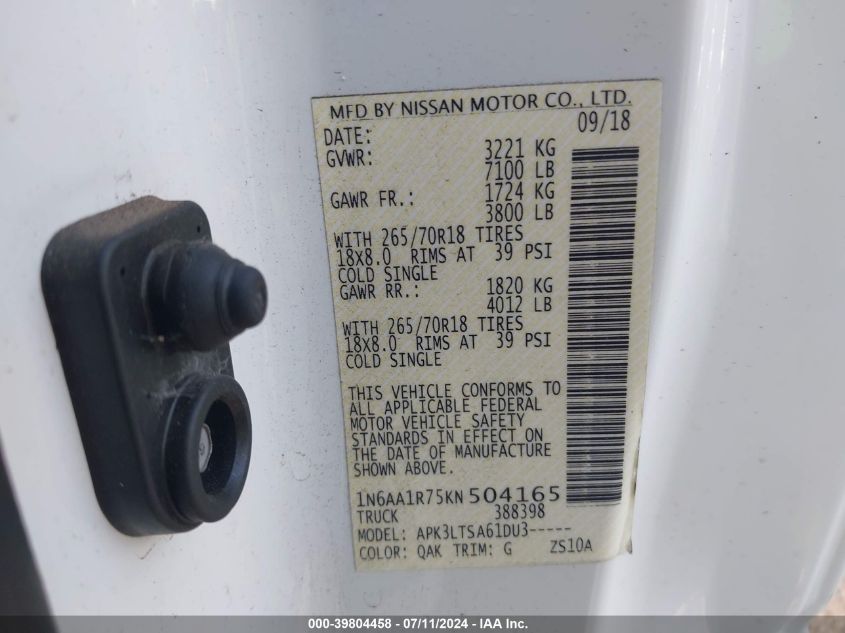 MFD BY NISSAN MOTOR CO., LTD.
DATE: 09/18
GVWR: 3221 KG
7100 LB
GAWR FR.: 1724 KG
3800 LB
WITH 265/70R18 TIRES
18X8.0 RIMS AT 39 PSI
COLD SINGLE
GAWR RR.: 1820 KG
4012 LB
WITH 265/70R18 TIRES
18X8.0 RIMS AT 39 PSI
COLD SINGLE
THIS VEHICLE CONFORMS TO
ALL APPLICABLE FEDERAL
MOTOR VEHICLE SAFETY
STANDARDS IN EFFECT ON
THE DATE OF MANUFACTURE
SHOWN ABOVE.
1N6AA1R75KN504165
TRUCK 388398
MODEL: APK3LTSA61DU3-----
COLOR: QAK TRIM: G ZS10A
000-39804458 - 07/11/2024 - IAA Inc.